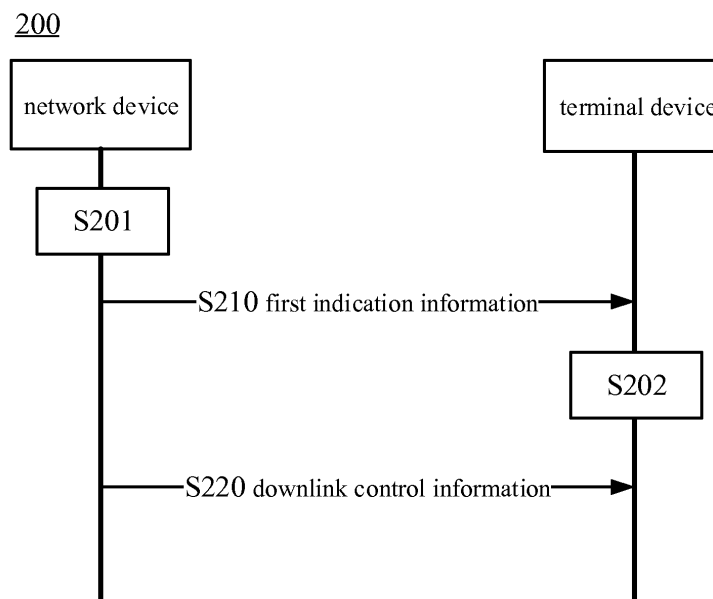 200
network device
terminal device
S201
S210 first indication information
S202
S220 downlink control information